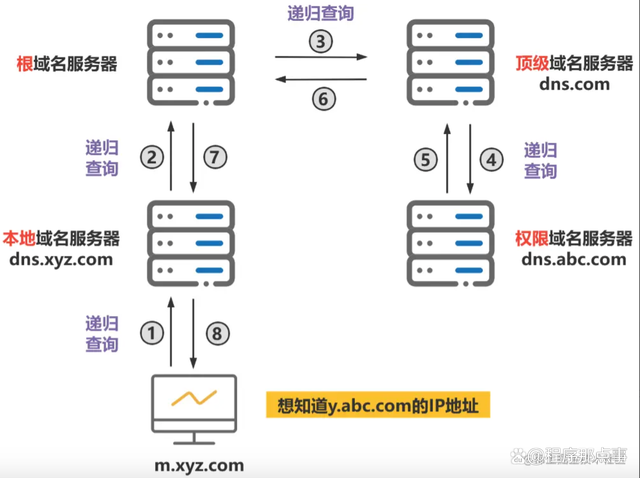 递归查询
根域名服务器
③
顶级域名服务器
dns.com
⑥
递归
查询
②
⑦
⑤
④
递归
查询
本地域名服务器
dns.xyz.com
权限域名服务器
dns.abc.com
递归
查询
①
⑧
想知道y.abc.com的IP地址
m.xyz.com